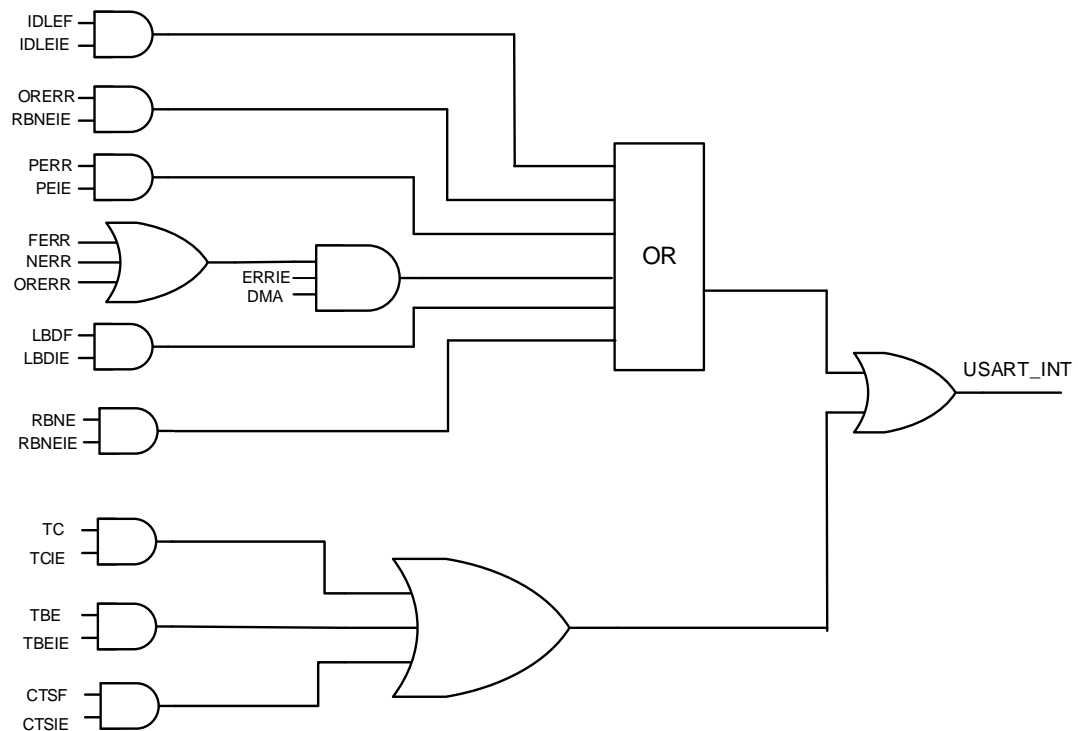 IDLEF
IDLEIE
ORERR
RBNEIE
PERR
PEIE
FERR
NERR
ORERR
ERRIE
DMA
LBDF
LBDIE
RBNE
RBNEIE
OR
USART_INT
TC
TCIE
TBE
TBEIE
CTSF
CTSIE